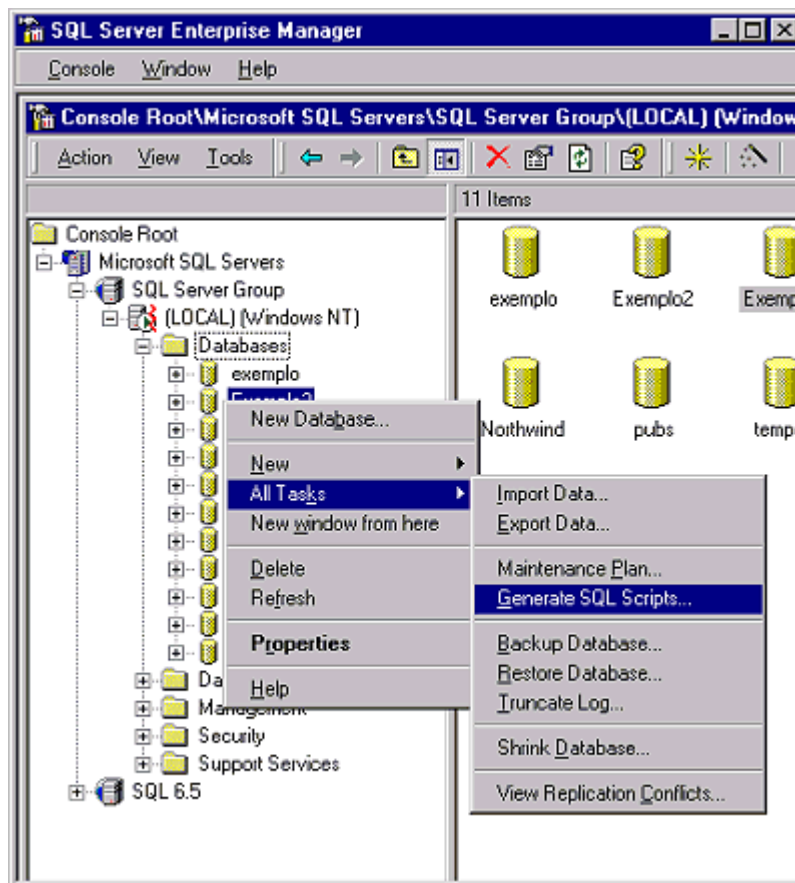 SQL Server Enterprise Manager
Console Window Help
Console Root\Microsoft SQL Servers\SQL Server Group\(LOCAL) (Window
Action View Tools
11 Items
Console Root
Microsoft SQL Servers
SQL Server Group
(LOCAL) (Windows NT)
Databases
exemplo
exemplo Exemplo2 Exemp
Northwind pubs temp
New Database...
New
All Tasks
New window from here
Delete
Refresh
Properties
Help
Import Data...
Export Data...
Maintenance Plan...
Generate SQL Scripts...
Backup Database...
Restore Database...
Truncate Log...
Shrink Database...
View Replication Conflicts...
Da
Management
Security
Support Services
SQL 6.5